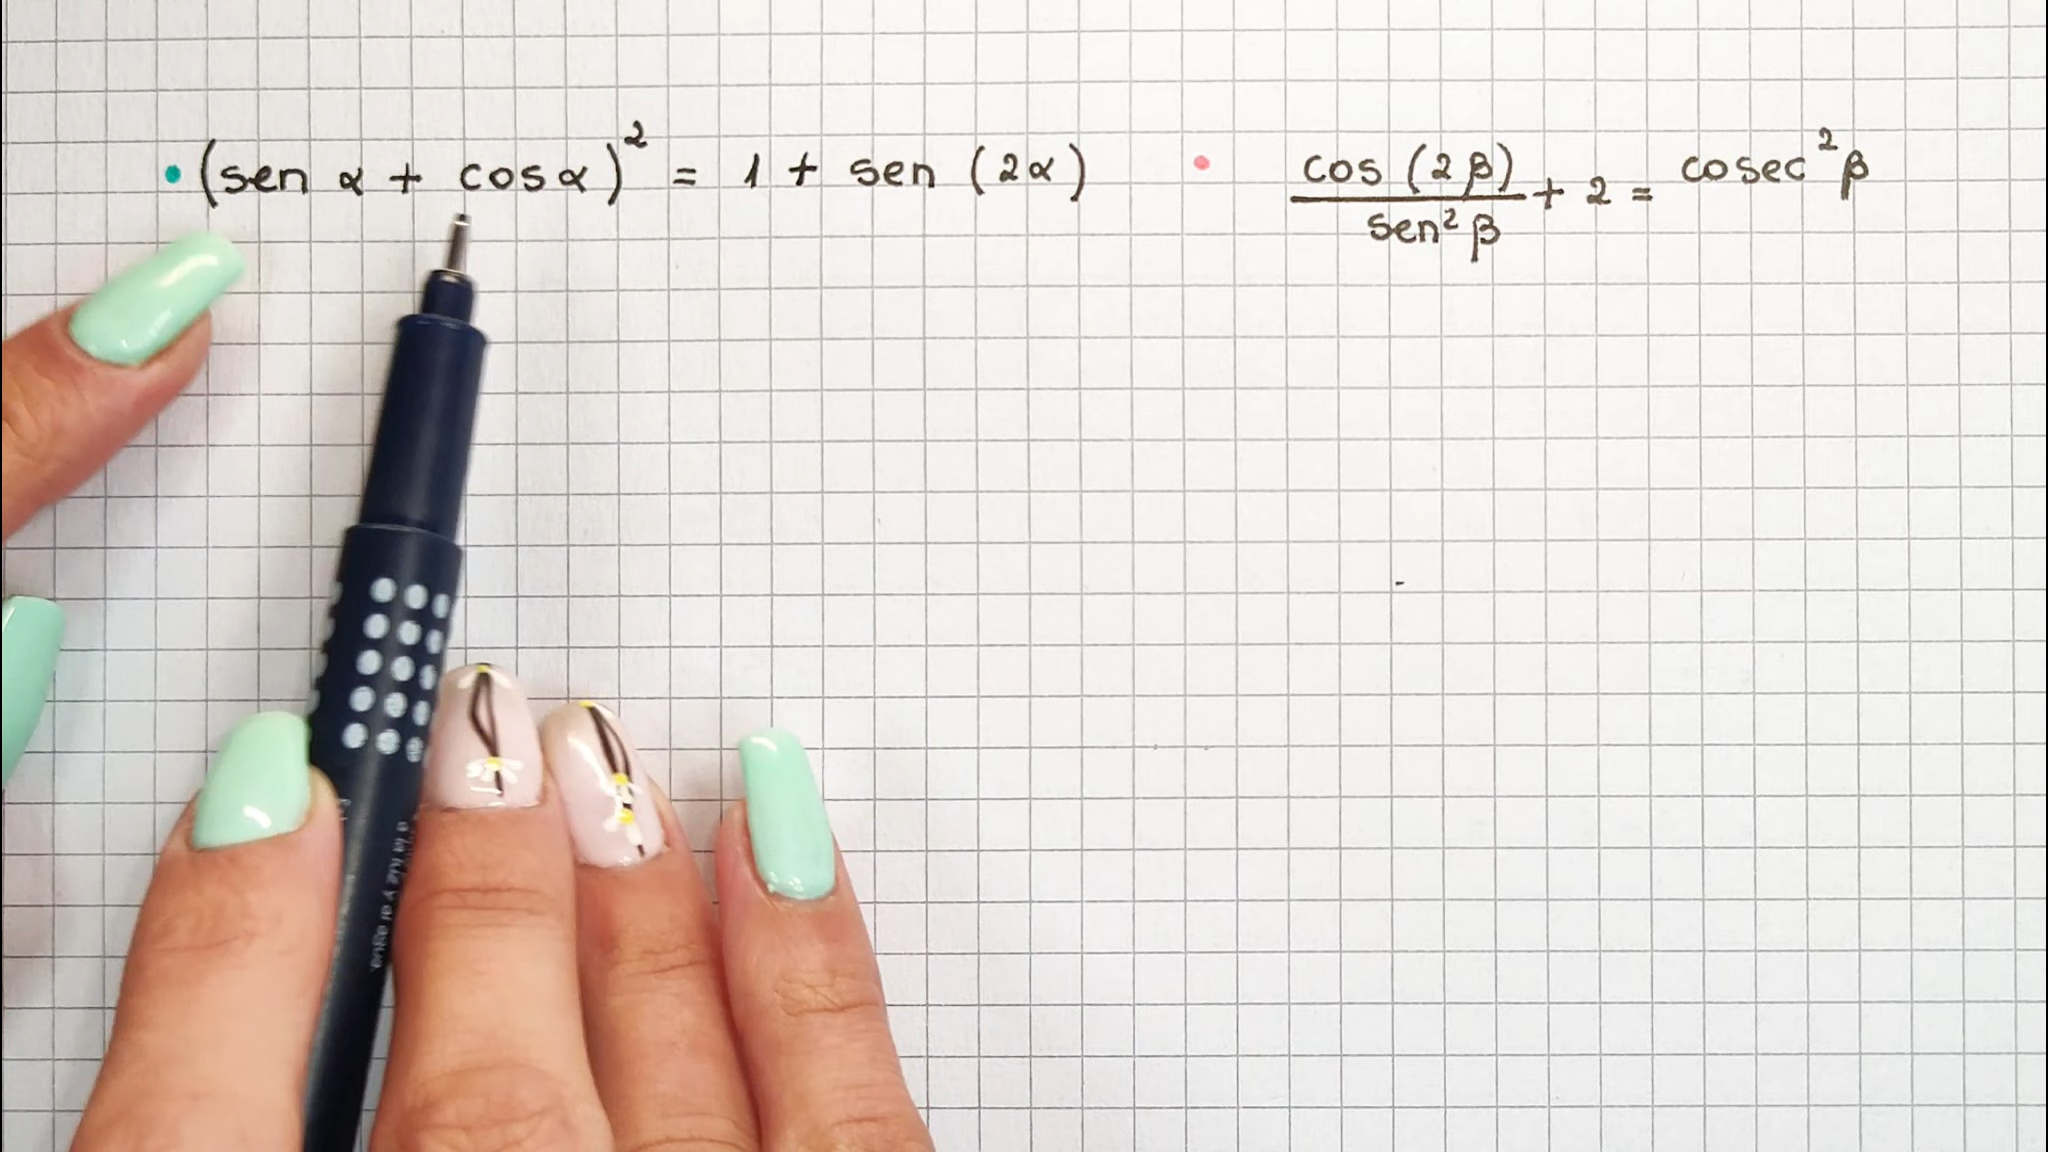 (sen α + cos α)² = 1 + sen (2α)
cos (2β) / sen² β + 2 = cosec² β